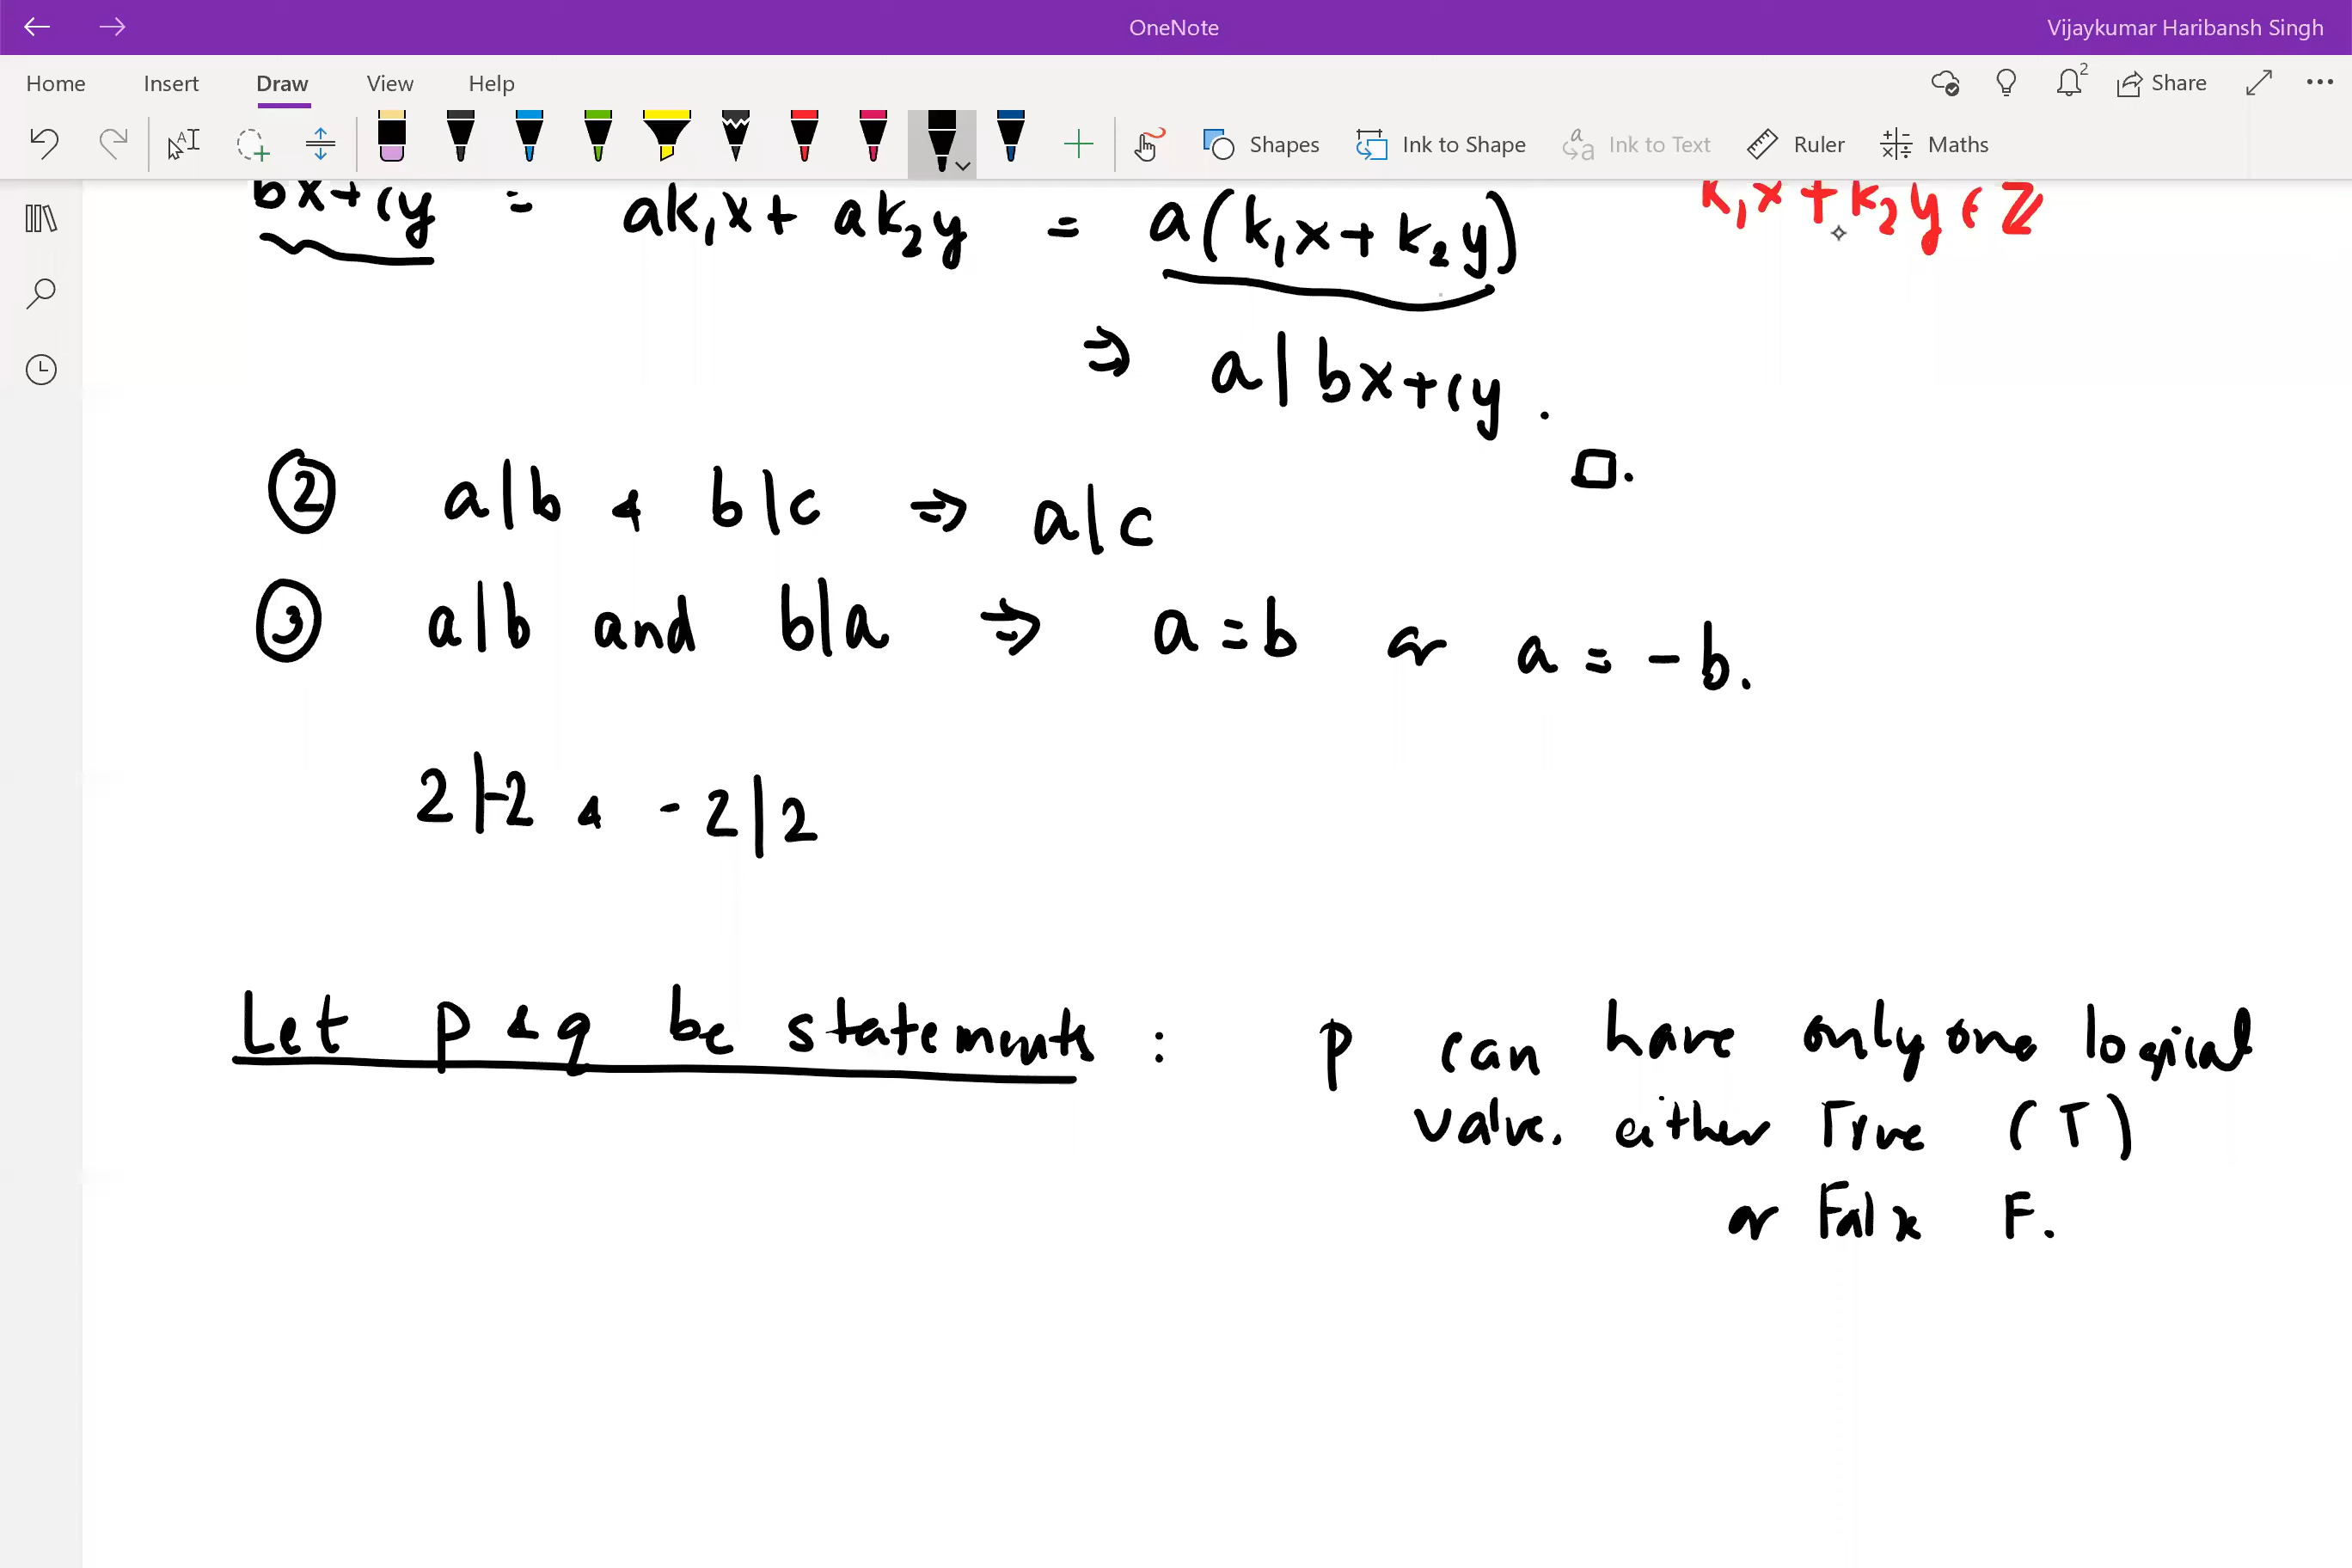 OneNote
Vijaykumar Haribansh Singh
Home Insert Draw View Help
2 Share
Shapes Ink to Shape Ink to Text Ruler Maths
bx+cy = ak₁x + ak₂y = a(k₁x + k₂y)
k₁x + k₂y ∈ ℤ
⇒ a | bx+cy .
□.
② a|b & b|c ⇒ a|c
③ a|b and b|a ⇒ a = b or a = -b.
2|-2 & -2|2
Let p & q be statements : p can have only one logical
value. either True (T)
or False F.